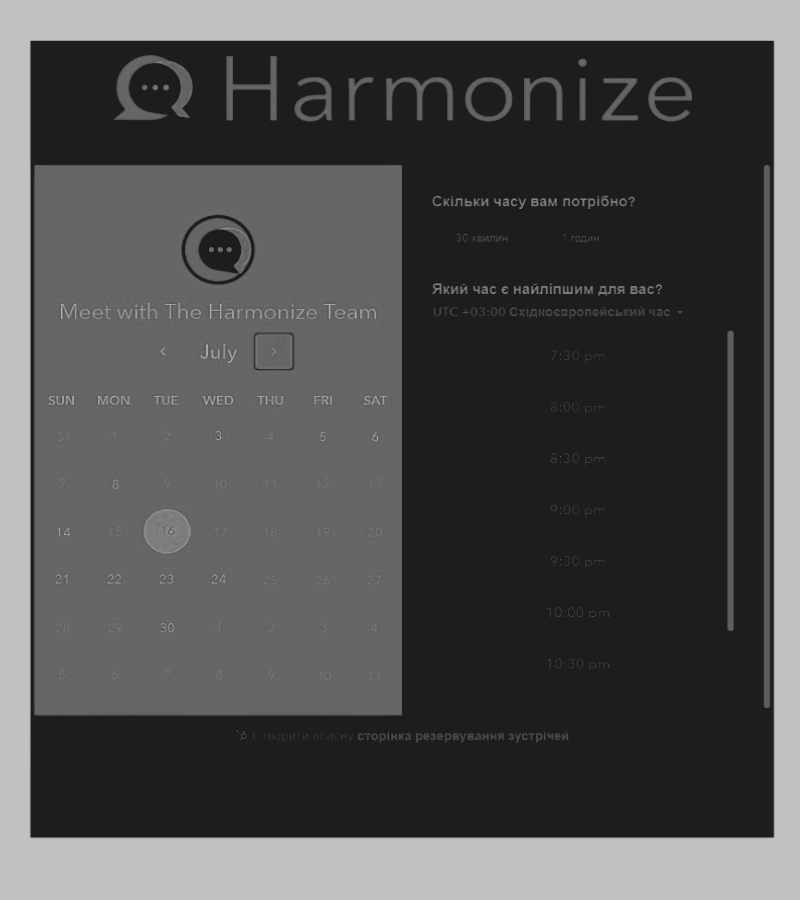 Harmonize
Meet with The Harmonize Team
‹ July ›
SUN MON TUE WED THU FRI SAT
31 1 2 3 4 5 6
7 8 9 10 11 12 13
14 15 16 17 18 19 20
21 22 23 24 25 26 27
28 29 30 1 2 3 4
5 6 7 8 9 10 11
Скільки часу вам потрібно?
30 хвилин 1 годин
Який час є найліпшим для вас?
UTC +03:00 Східноєвропейський час
7:30 pm
8:00 pm
8:30 pm
9:00 pm
9:30 pm
10:00 pm
10:30 pm
Створити власну сторінка резервування зустрічей